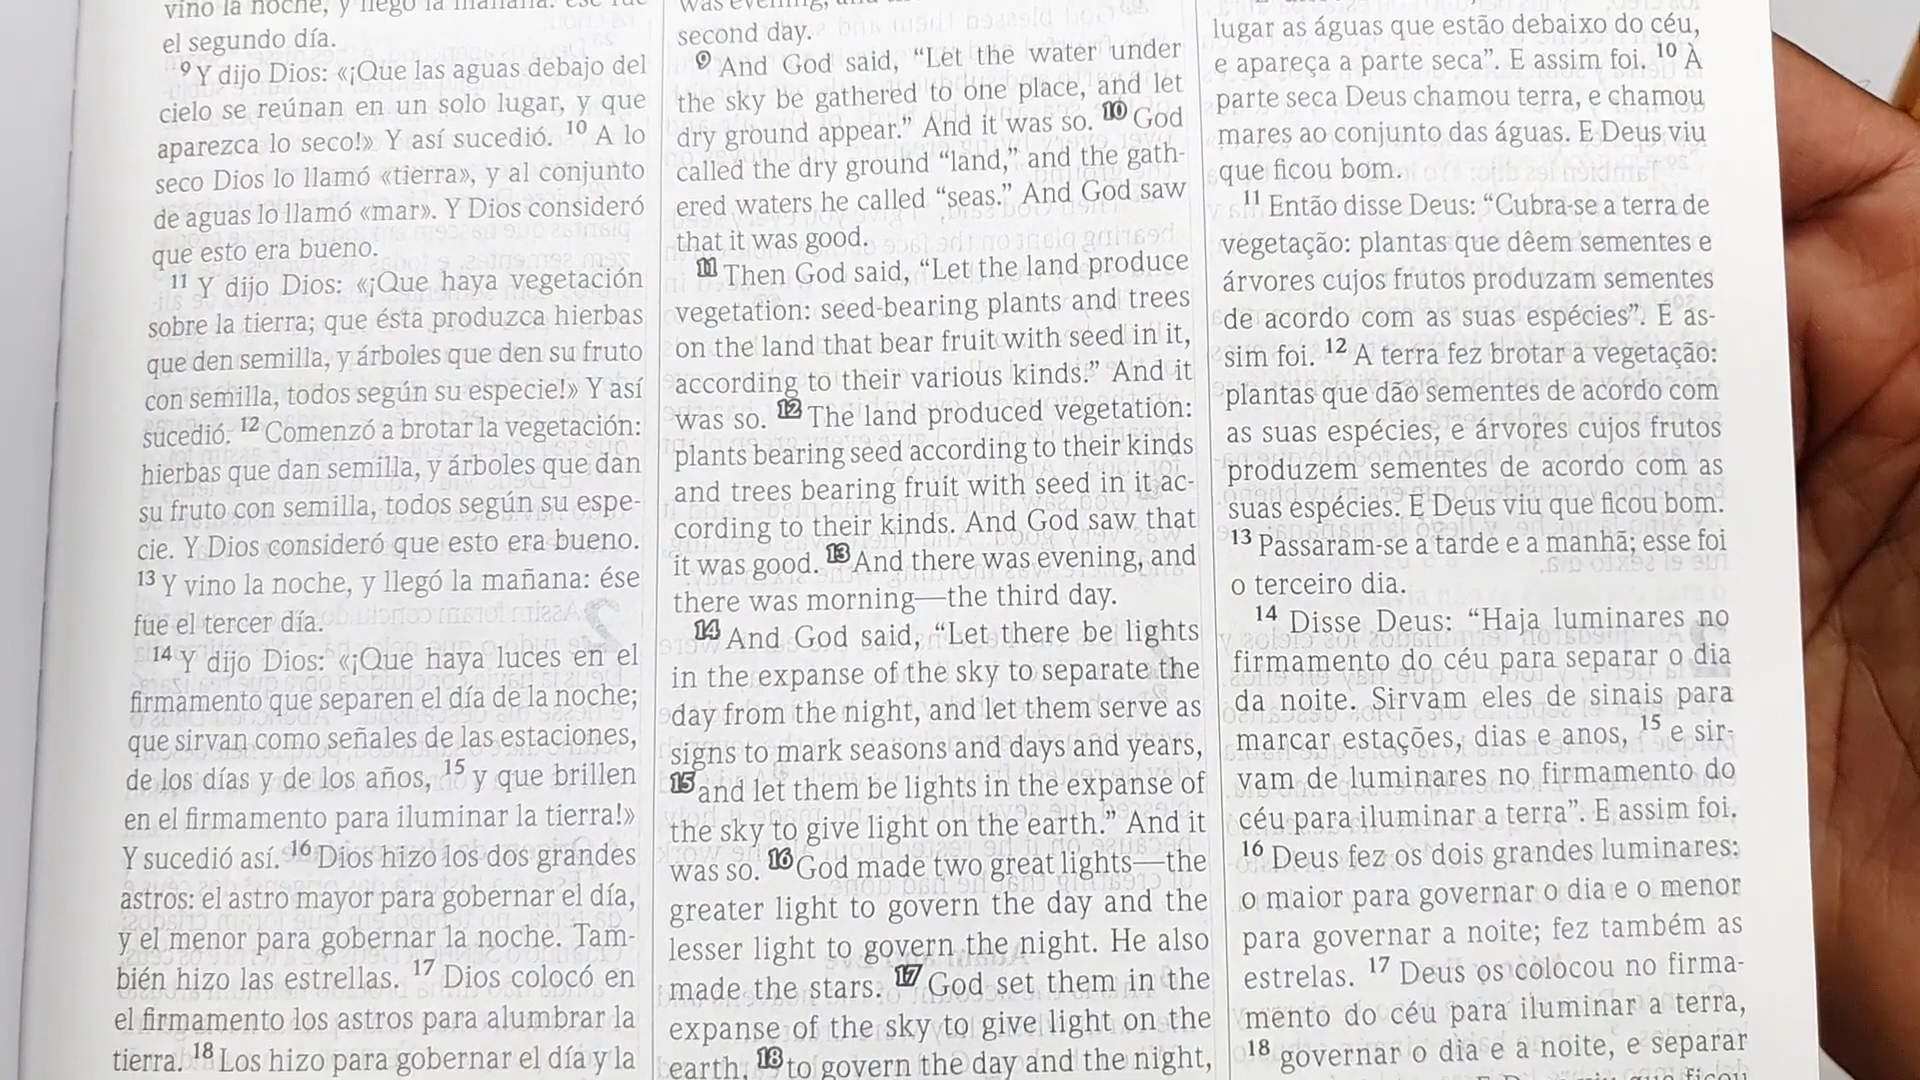 vino la noche, y llegó la mañana: ése fue
el segundo día.
9 Y dijo Dios: «¡Que las aguas debajo del
cielo se reúnan en un solo lugar, y que
aparezca lo seco!» Y así sucedió. 10 A lo
seco Dios lo llamó «tierra», y al conjunto
de aguas lo llamó «mar». Y Dios consideró
que esto era bueno.
11 Y dijo Dios: «¡Que haya vegetación
sobre la tierra; que ésta produzca hierbas
que den semilla, y árboles que den su fruto
con semilla, todos según su especie!» Y así
sucedió. 12 Comenzó a brotar la vegetación:
hierbas que dan semilla, y árboles que dan
su fruto con semilla, todos según su espe-
cie. Y Dios consideró que esto era bueno.
13 Y vino la noche, y llegó la mañana: ése
fue el tercer día.
14 Y dijo Dios: «¡Que haya luces en el
firmamento que separen el día de la noche;
que sirvan como señales de las estaciones,
de los días y de los años, 15 y que brillen
en el firmamento para iluminar la tierra!»
Y sucedió así. 16 Dios hizo los dos grandes
astros: el astro mayor para gobernar el día,
y el menor para gobernar la noche. Tam-
bién hizo las estrellas. 17 Dios colocó en
el firmamento los astros para alumbrar la
tierra. 18 Los hizo para gobernar el día y la
was evening, and
second day.
9 And God said, “Let the water under
the sky be gathered to one place, and let
dry ground appear.” And it was so. 10 God
called the dry ground “land,” and the gath-
ered waters he called “seas.” And God saw
that it was good.
11 Then God said, “Let the land produce
vegetation: seed-bearing plants and trees
on the land that bear fruit with seed in it,
according to their various kinds.” And it
was so. 12 The land produced vegetation:
plants bearing seed according to their kinds
and trees bearing fruit with seed in it ac-
cording to their kinds. And God saw that
it was good. 13 And there was evening, and
there was morning—the third day.
14 And God said, “Let there be lights
in the expanse of the sky to separate the
day from the night, and let them serve as
signs to mark seasons and days and years,
15 and let them be lights in the expanse of
the sky to give light on the earth.” And it
was so. 16 God made two great lights—the
greater light to govern the day and the
lesser light to govern the night. He also
made the stars. 17 God set them in the
expanse of the sky to give light on the
earth, 18 to govern the day and the night,
lugar as águas que estão debaixo do céu,
e apareça a parte seca”. E assim foi. 10 À
parte seca Deus chamou terra, e chamou
mares ao conjunto das águas. E Deus viu
que ficou bom.
11 Então disse Deus: “Cubra-se a terra de
vegetação: plantas que dêem sementes e
árvores cujos frutos produzam sementes
de acordo com as suas espécies”. E as-
sim foi. 12 A terra fez brotar a vegetação:
plantas que dão sementes de acordo com
as suas espécies, e árvores cujos frutos
produzem sementes de acordo com as
suas espécies. E Deus viu que ficou bom.
13 Passaram-se a tarde e a manhã; esse foi
o terceiro dia.
14 Disse Deus: “Haja luminares no
firmamento do céu para separar o dia
da noite. Sirvam eles de sinais para
marcar estações, dias e anos, 15 e sir-
vam de luminares no firmamento do
céu para iluminar a terra”. E assim foi.
16 Deus fez os dois grandes luminares:
o maior para governar o dia e o menor
para governar a noite; fez também as
estrelas. 17 Deus os colocou no firma-
mento do céu para iluminar a terra,
18 governar o dia e a noite, e separar